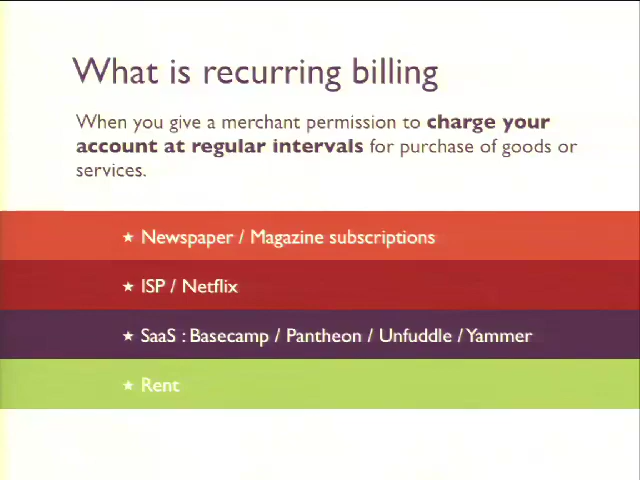 What is recurring billing
When you give a merchant permission to charge your
account at regular intervals for purchase of goods or
services.
★ Newspaper / Magazine subscriptions
★ ISP / Netflix
★ SaaS : Basecamp / Pantheon / Unfuddle / Yammer
★ Rent